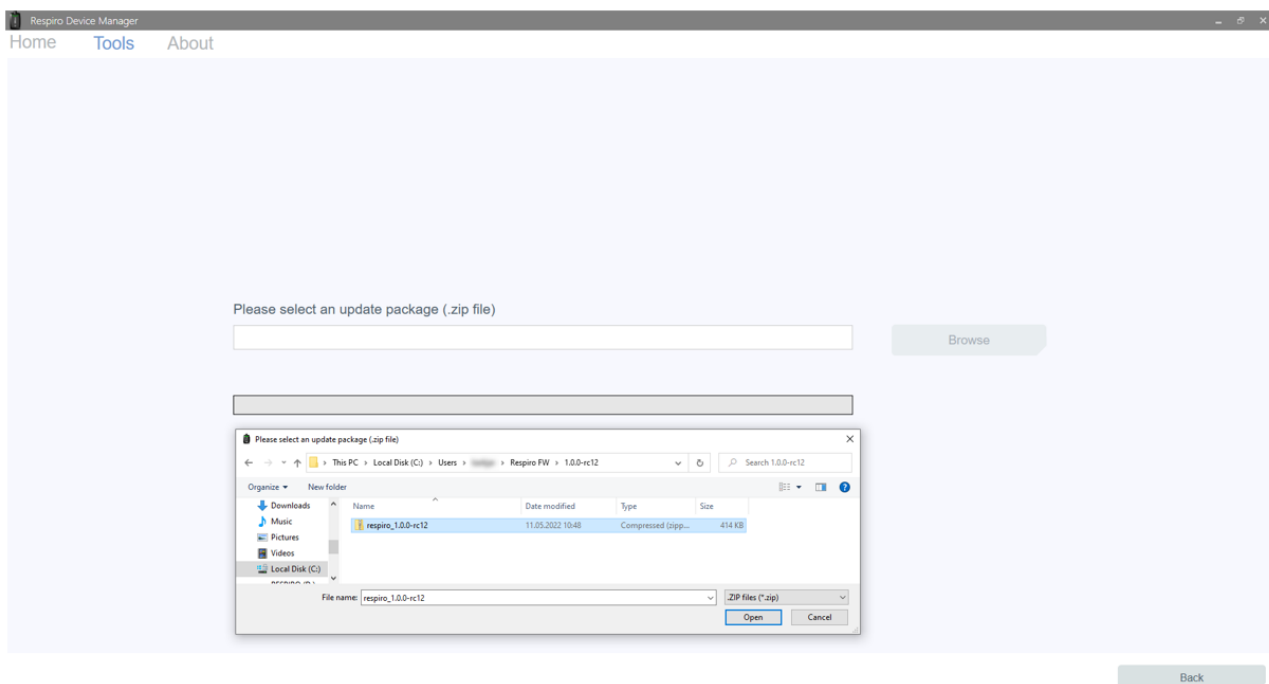 Respiro Device Manager
Home Tools About
Please select an update package (.zip file)
Browse
Please select an update package (.zip file)
This PC › Local Disk (C:) › Users › › Respiro FW › 1.0.0-rc12
Search 1.0.0-rc12
Organize New folder
Downloads
Music
Pictures
Videos
Local Disk (C:)
Name Date modified Type Size
respiro_1.0.0-rc12 11.05.2022 10:48 Compressed (zipp... 414 KB
File name: respiro_1.0.0-rc12 .ZIP files (*.zip)
Open Cancel
Back